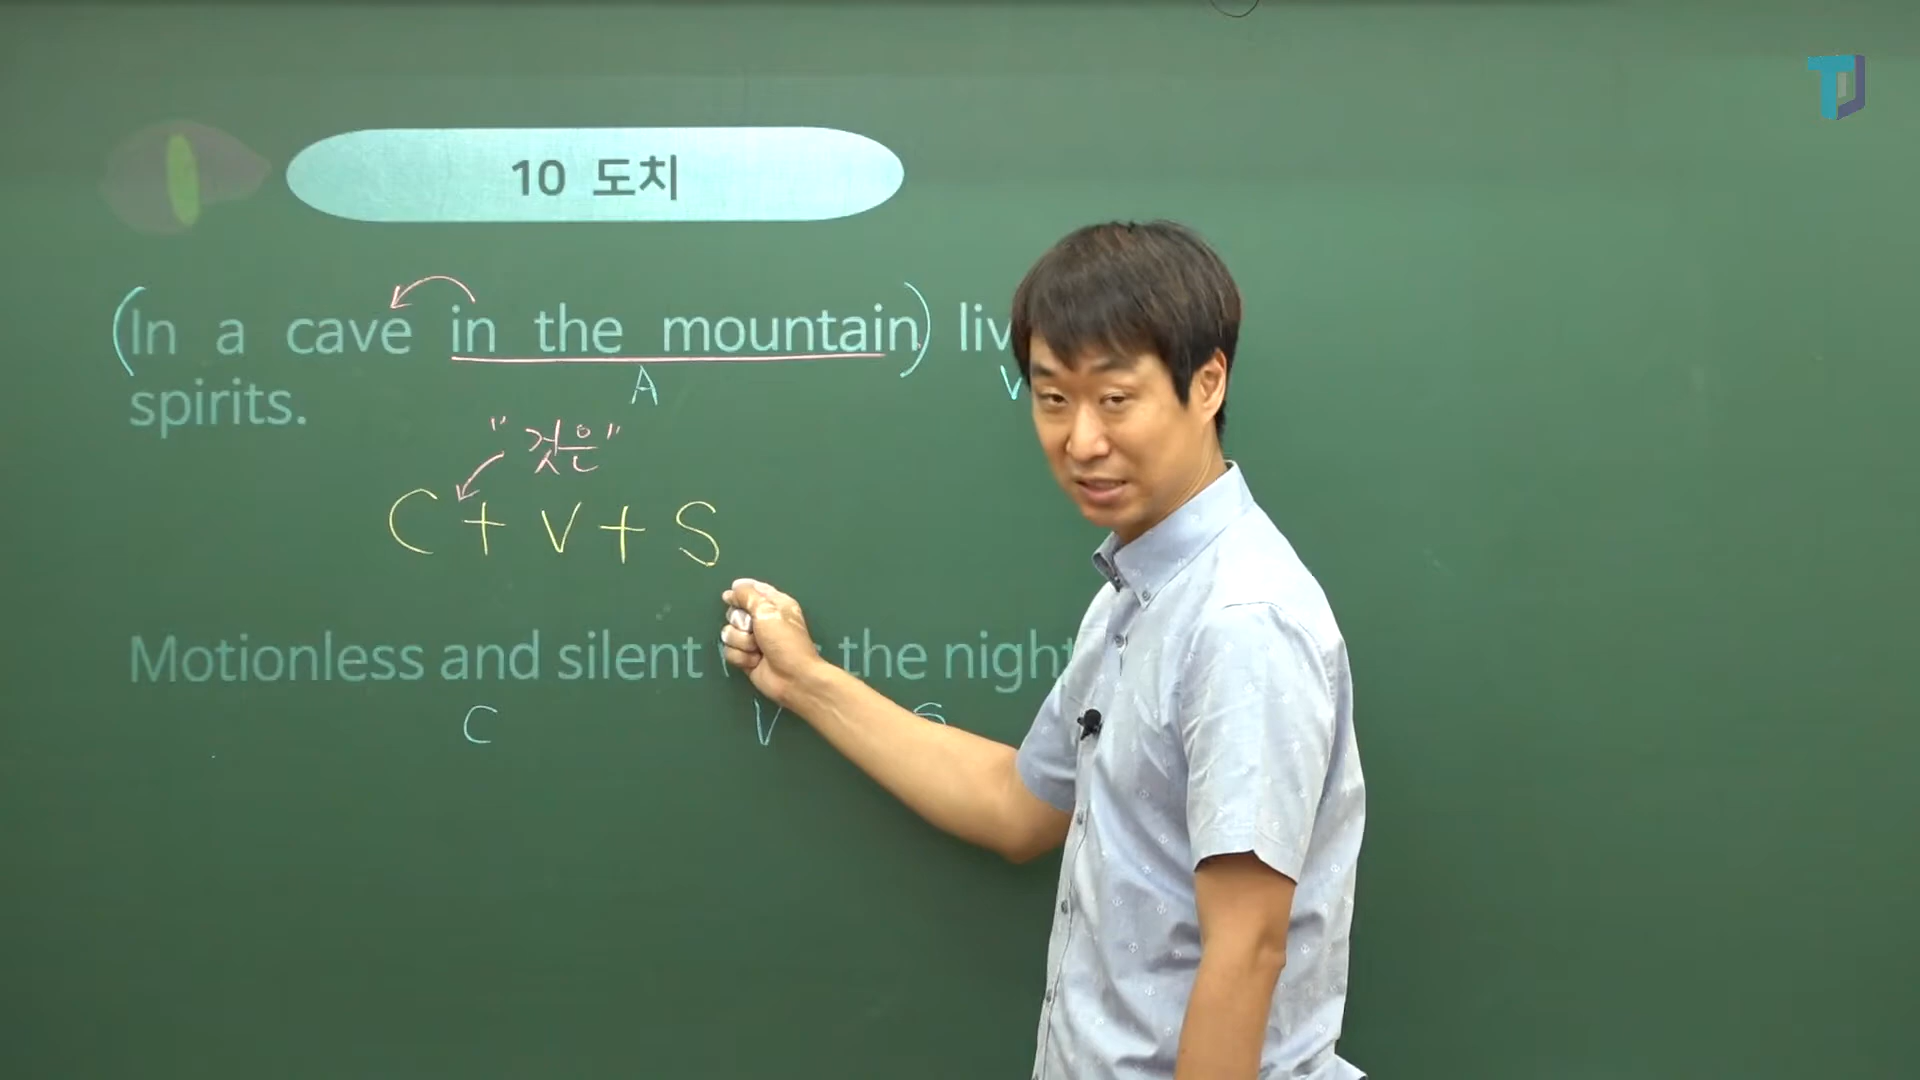 10 도치
(In a cave in the mountain) liv
A
V
spirits.
"것은"
C + V + S
Motionless and silent the night
C V S